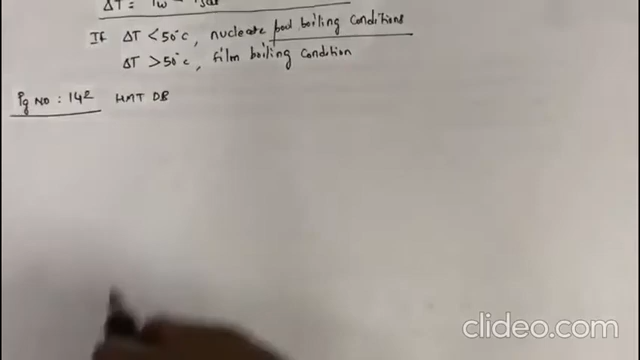 ΔT = Tw - Tsat
If ΔT < 50°C, nucleate pool boiling conditions
ΔT > 50°C, film boiling condition
Pg No : 142 HMT DB
clideo.com